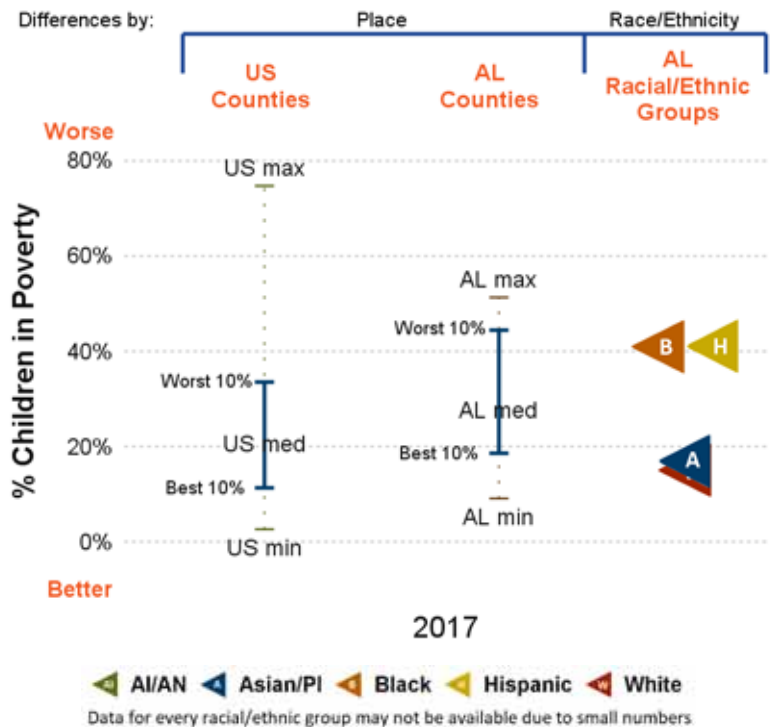 Differences by: Place Race/Ethnicity
US Counties
AL Counties
AL Racial/Ethnic Groups
Worse
% Children in Poverty
80%
US max
60%
AL max
Worst 10%
40%
B H
Worst 10%
AL med
20%
US med
Best 10%
A
Best 10%
AL min
0%
US min
Better
2017
AI AI/AN A Asian/PI B Black H Hispanic W White
Data for every racial/ethnic group may not be available due to small numbers